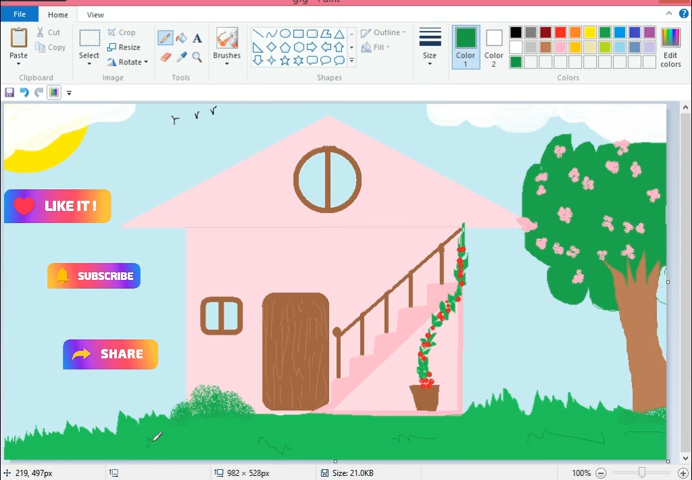 File Home View
Paste
Cut
Copy
Clipboard
Select
Crop
Resize
Rotate
Image
A
Tools
Brushes
Shapes
Outline
Fill
Size
Color 1
Color 2
Edit colors
Colors
LIKE IT !
SUBSCRIBE
SHARE
219, 497px
982 × 528px
Size: 21.0KB
100%